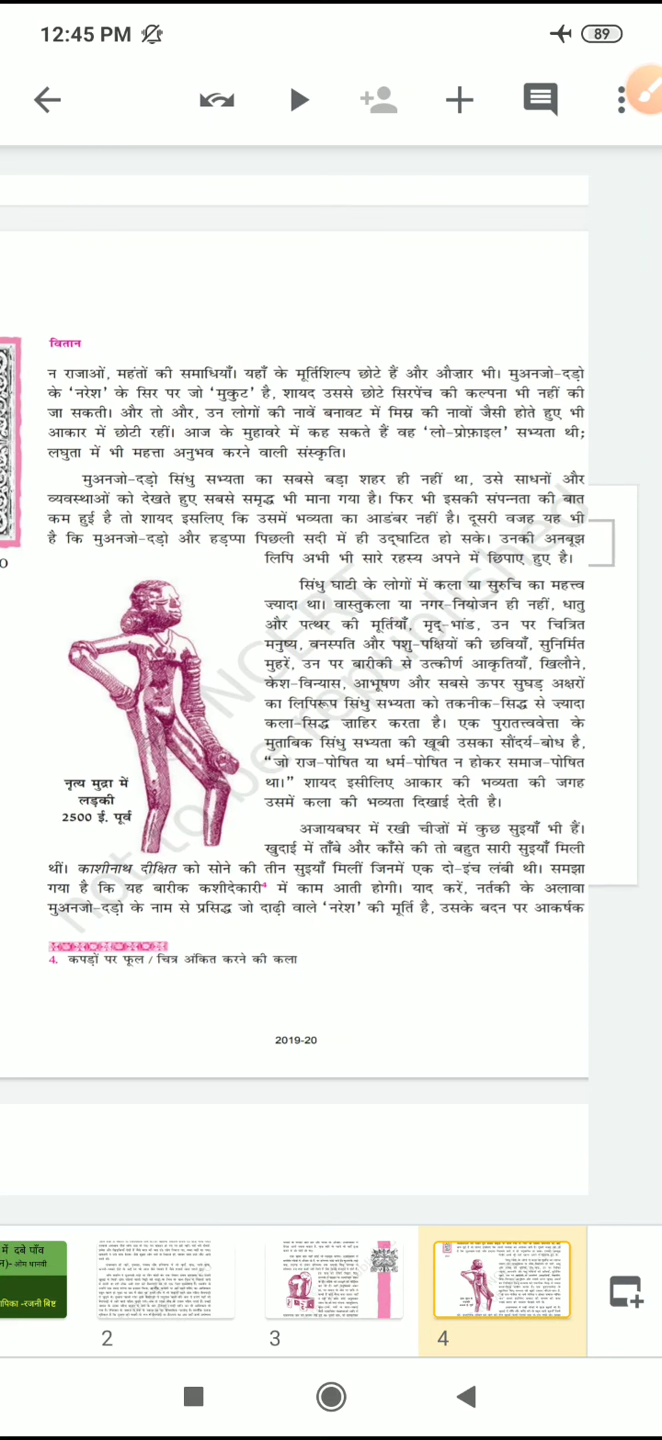 12:45 PM
89
वितान
न राजाओं, महंतों की समाधियाँ। यहाँ के मूर्तिशिल्प छोटे हैं और औज़ार भी। मुअनजो-दड़ो
के ‘नरेश’ के सिर पर जो ‘मुकुट’ है, शायद उससे छोटे सिरपेंच की कल्पना भी नहीं की
जा सकती। और तो और, उन लोगों की नावें बनावट में मिस्र की नावों जैसी होते हुए भी
आकार में छोटी रहीं। आज के मुहावरे में कह सकते हैं वह ‘लो-प्रोफ़ाइल’ सभ्यता थी;
लघुता में भी महत्ता अनुभव करने वाली संस्कृति।
मुअनजो-दड़ो सिंधु सभ्यता का सबसे बड़ा शहर ही नहीं था, उसे साधनों और
व्यवस्थाओं को देखते हुए सबसे समृद्ध भी माना गया है। फिर भी इसकी संपन्नता की बात
कम हुई है तो शायद इसलिए कि उसमें भव्यता का आडंबर नहीं है। दूसरी वजह यह भी
है कि मुअनजो-दड़ो और हड़प्पा पिछली सदी में ही उद्घाटित हो सके। उनकी अनबूझ
लिपि अभी भी सारे रहस्य अपने में छिपाए हुए है।
सिंधु घाटी के लोगों में कला या सुरुचि का महत्त्व
ज़्यादा था। वास्तुकला या नगर-नियोजन ही नहीं, धातु
और पत्थर की मूर्तियाँ, मृद्-भांड, उन पर चित्रित
मनुष्य, वनस्पति और पशु-पक्षियों की छवियाँ, सुनिर्मित
मुहरें, उन पर बारीकी से उत्कीर्ण आकृतियाँ, खिलौने,
केश-विन्यास, आभूषण और सबसे ऊपर सुघड़ अक्षरों
का लिपिरूप सिंधु सभ्यता को तकनीक-सिद्ध से ज़्यादा
कला-सिद्ध ज़ाहिर करता है। एक पुरातत्त्ववेत्ता के
मुताबिक सिंधु सभ्यता की खूबी उसका सौंदर्य-बोध है,
“जो राज-पोषित या धर्म-पोषित न होकर समाज-पोषित
था।” शायद इसीलिए आकार की भव्यता की जगह
उसमें कला की भव्यता दिखाई देती है।
नृत्य मुद्रा में
लड़की
2500 ई. पूर्व
अजायबघर में रखी चीज़ों में कुछ सुइयाँ भी हैं।
खुदाई में ताँबे और काँसे की तो बहुत सारी सुइयाँ मिली
थीं। काशीनाथ दीक्षित को सोने की तीन सुइयाँ मिलीं जिनमें एक दो-इंच लंबी थी। समझा
गया है कि यह बारीक कशीदेकारी⁴ में काम आती होगी। याद करें, नर्तकी के अलावा
मुअनजो-दड़ो के नाम से प्रसिद्ध जो दाढ़ी वाले ‘नरेश’ की मूर्ति है, उसके बदन पर आकर्षक
4. कपड़ों पर फूल / चित्र अंकित करने की कला
2019-20
NCERT
not to be republished
में दबे पाँव
न)- ओम थानवी
पिका -रजनी बिष्ट
2
3
4